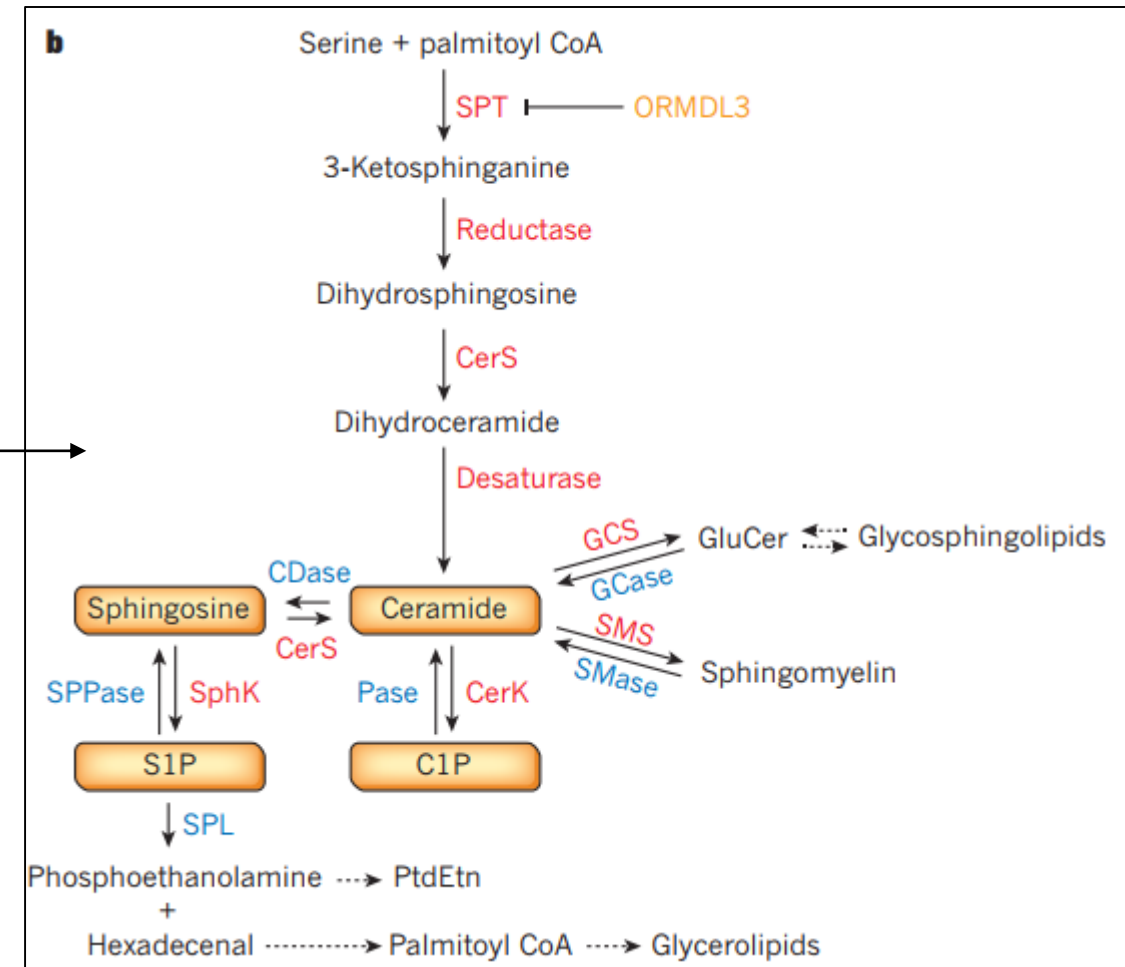 b
Serine + palmitoyl CoA
SPT
ORMDL3
3-Ketosphinganine
Reductase
Dihydrosphingosine
CerS
Dihydroceramide
Desaturase
GCS
GluCer
Glycosphingolipids
GCase
CDase
Sphingosine
Ceramide
CerS
SMS
SMase
Sphingomyelin
SPPase
SphK
Pase
CerK
S1P
C1P
SPL
Phosphoethanolamine
PtdEtn
+
Hexadecenal
Palmitoyl CoA
Glycerolipids